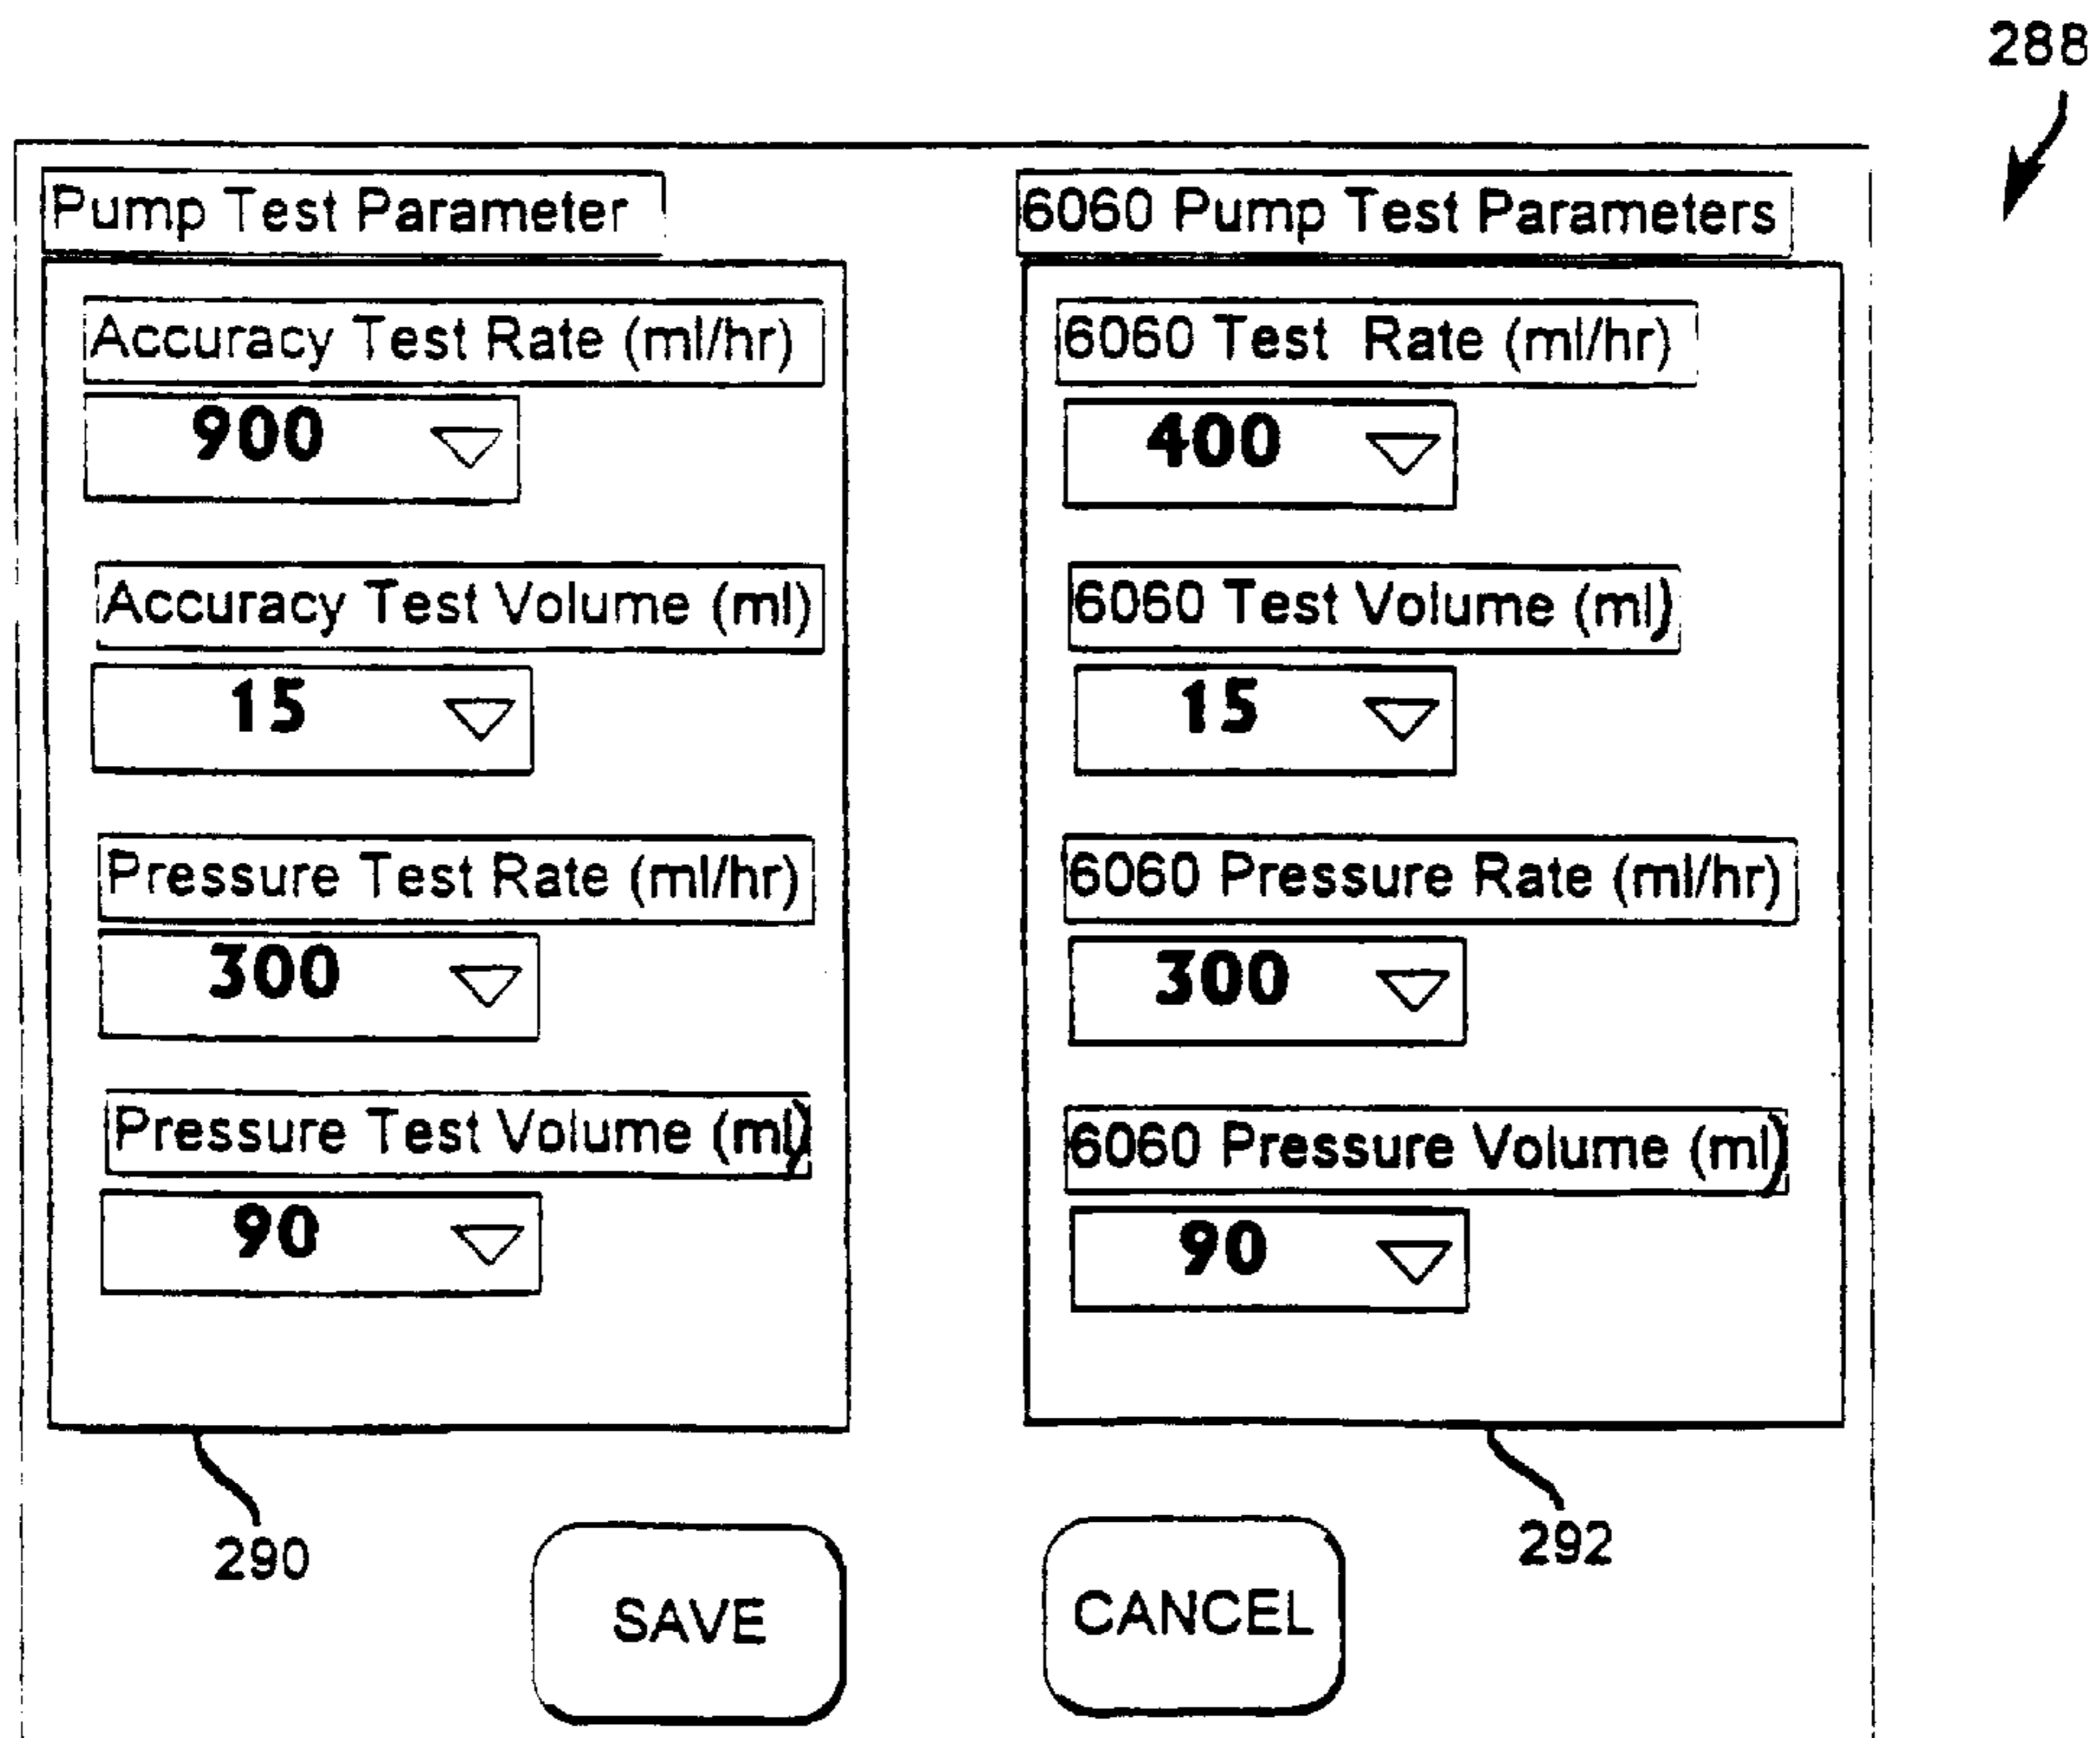 288
Pump Test Parameter
Accuracy Test Rate (ml/hr)
900
Accuracy Test Volume (ml)
15
Pressure Test Rate (ml/hr)
300
Pressure Test Volume (ml)
90
290
6060 Pump Test Parameters
6060 Test Rate (ml/hr)
400
6060 Test Volume (ml)
15
6060 Pressure Rate (ml/hr)
300
6060 Pressure Volume (ml)
90
292
SAVE
CANCEL